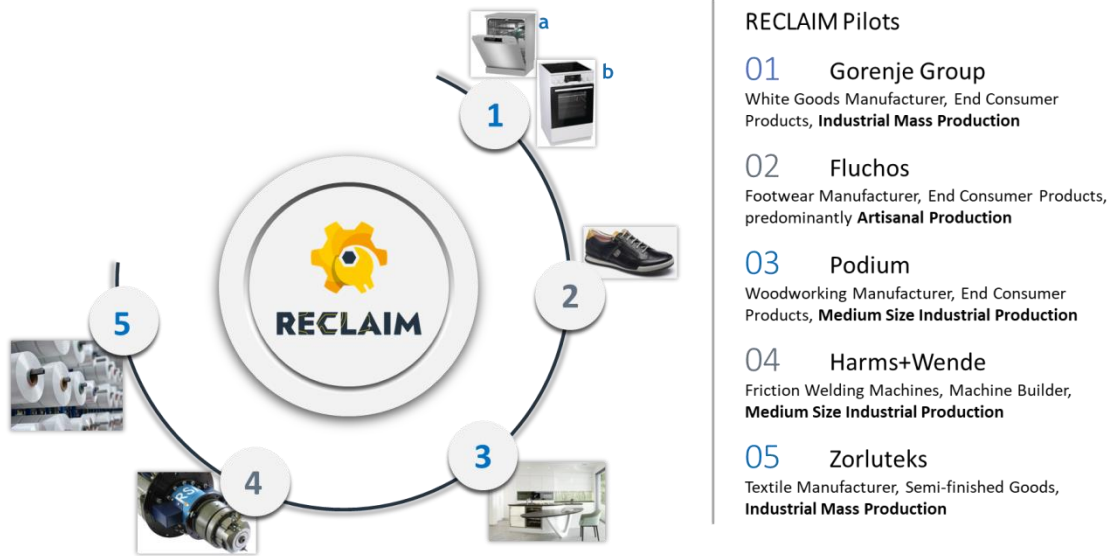 a
b
1
2
3
4
5
RECLAIM
RSM
RECLAIM Pilots
01 Gorenje Group
White Goods Manufacturer, End Consumer
Products, Industrial Mass Production
02 Fluchos
Footwear Manufacturer, End Consumer Products,
predominantly Artisanal Production
03 Podium
Woodworking Manufacturer, End Consumer
Products, Medium Size Industrial Production
04 Harms+Wende
Friction Welding Machines, Machine Builder,
Medium Size Industrial Production
05 Zorluteks
Textile Manufacturer, Semi-finished Goods,
Industrial Mass Production